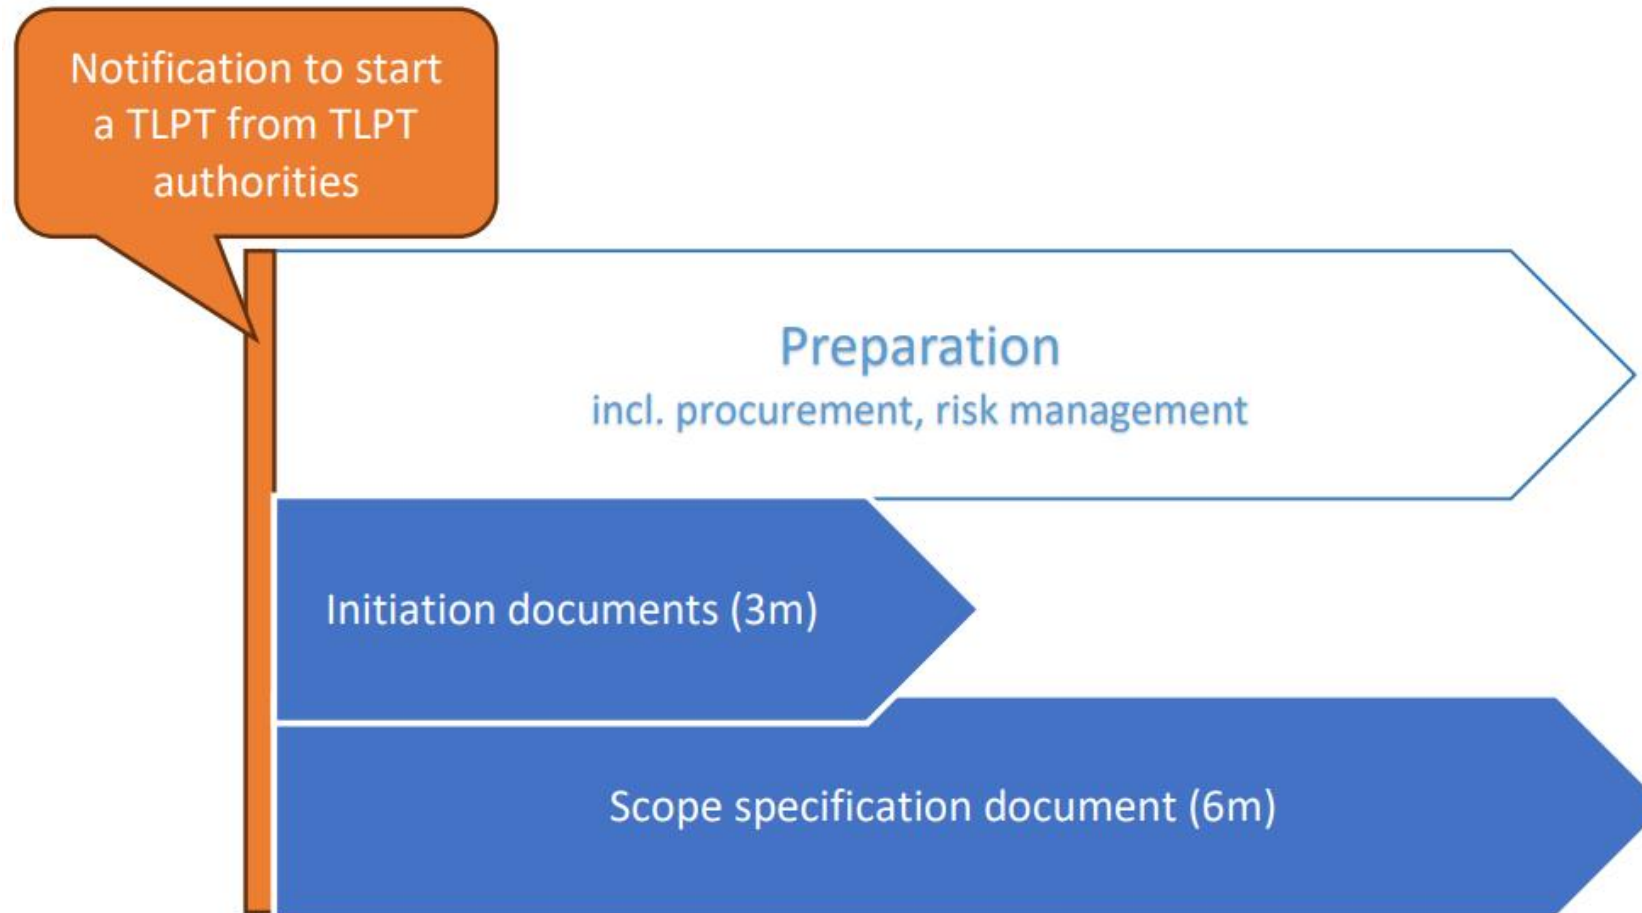 Notification to start
a TLPT from TLPT
authorities
Preparation
incl. procurement, risk management
Initiation documents (3m)
Scope specification document (6m)